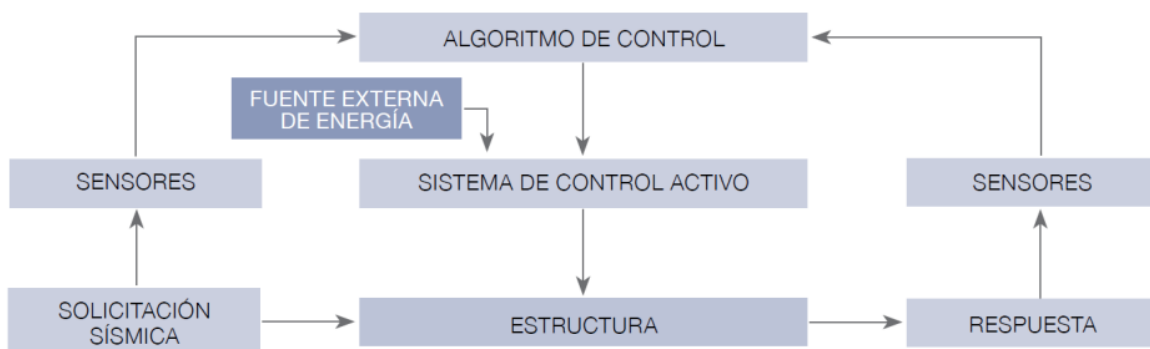 ALGORITMO DE CONTROL
FUENTE EXTERNA
DE ENERGÍA
SENSORES
SISTEMA DE CONTROL ACTIVO
SENSORES
SOLICITACIÓN
SÍSMICA
ESTRUCTURA
RESPUESTA